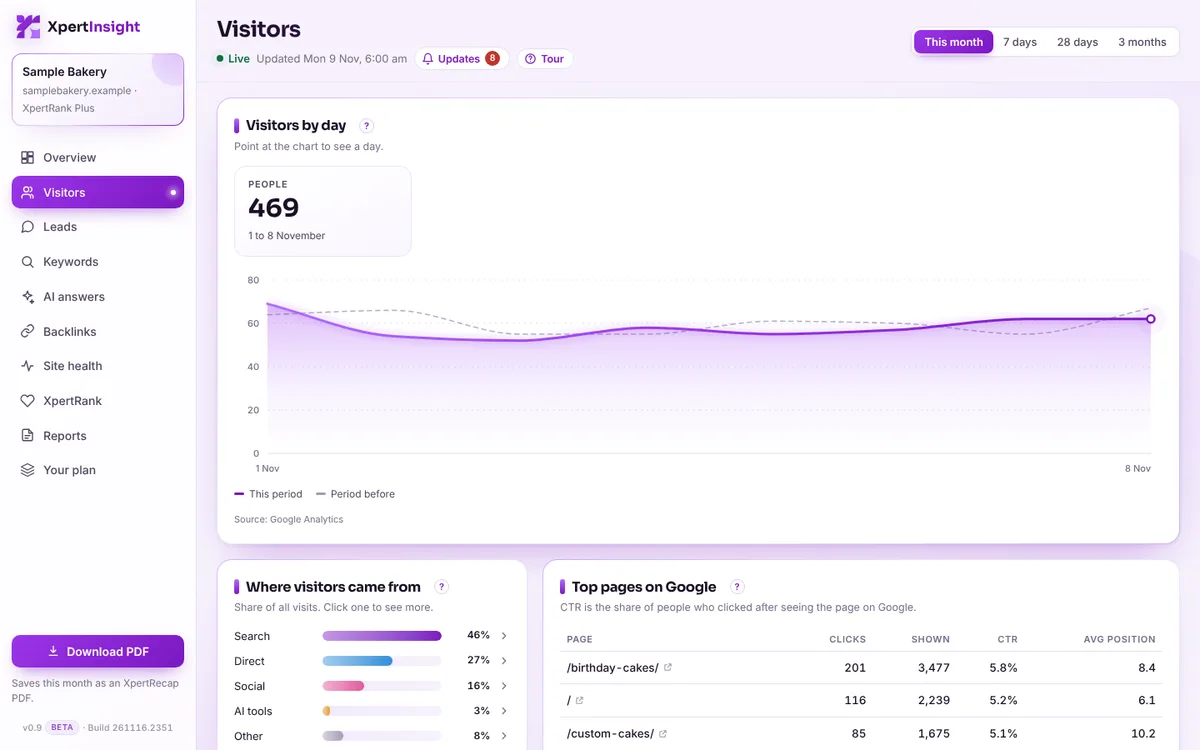 XpertInsight
Sample Bakery
samplebakery.example ·
XpertRank Plus
Overview
Visitors
Leads
Keywords
AI answers
Backlinks
Site health
XpertRank
Reports
Your plan
Download PDF
Saves this month as an XpertRecap
PDF.
v0.9 BETA · Build 261116.2351
Visitors
Live Updated Mon 9 Nov, 6:00 am Updates 8 ? Tour
This month 7 days 28 days 3 months
Visitors by day ?
Point at the chart to see a day.
PEOPLE
469
1 to 8 November
80
60
40
20
0
1 Nov 8 Nov
This period Period before
Source: Google Analytics
Where visitors came from ?
Share of all visits. Click one to see more.
Search 46%
Direct 27%
Social 16%
AI tools 3%
Other 8%
Top pages on Google ?
CTR is the share of people who clicked after seeing the page on Google.
PAGE CLICKS SHOWN CTR AVG POSITION
/birthday-cakes/ 201 3,477 5.8% 8.4
/ 116 2,239 5.2% 6.1
/custom-cakes/ 85 1,675 5.1% 10.2